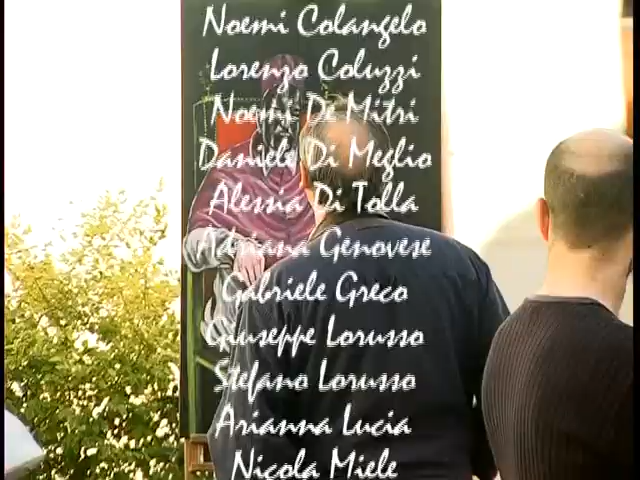 Noemi Colangelo
Lorenzo Coluzzi
Noemi De Mitri
Daniele Di Meglio
Alessia Di Tolla
Adriana Genovese
Gabriele Greco
Giuseppe Lorusso
Stefano Lorusso
Arianna Lucia
Nicola Miele